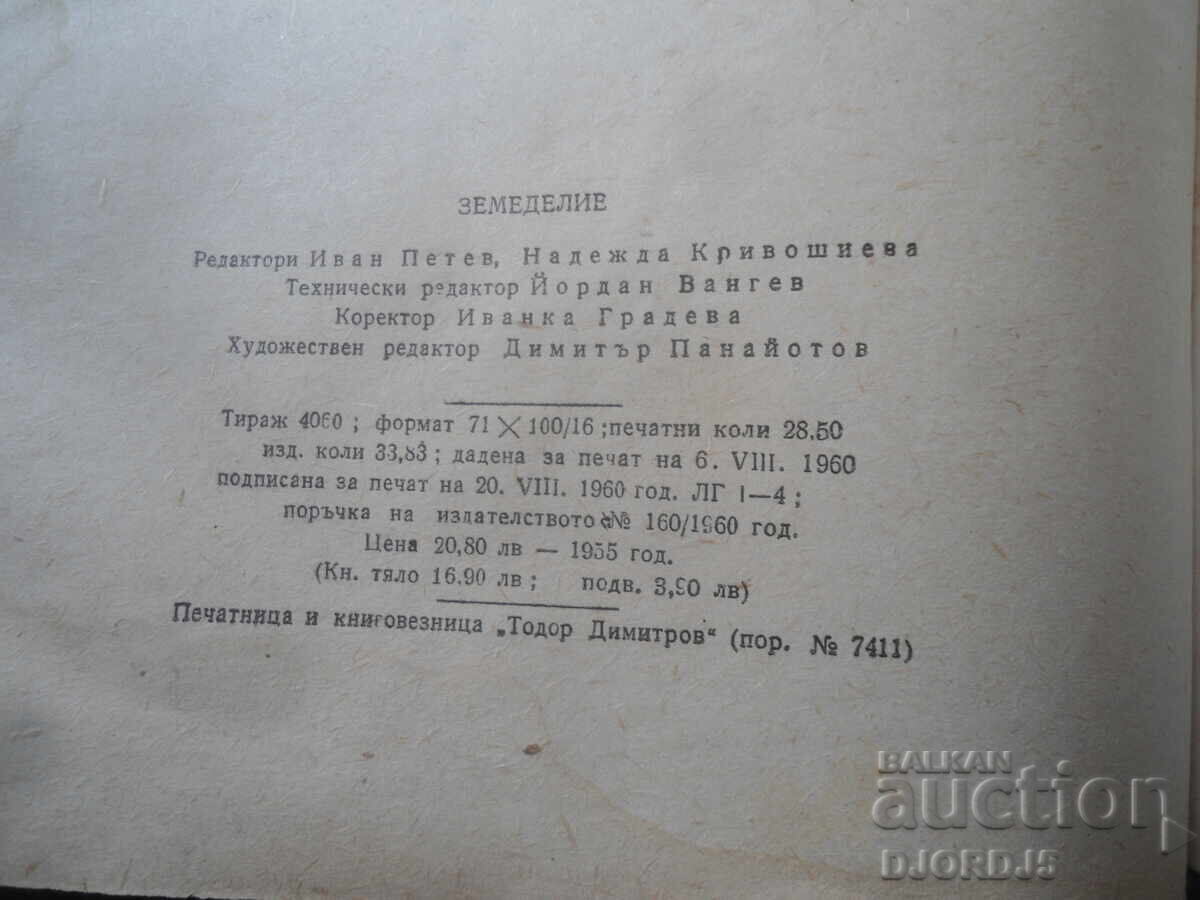 ЗЕМЕДЕЛИЕ
Редактори Иван Петев, Надежда Кривошиева
Технически редактор Йордан Вангев
Коректор Иванка Градева
Художествен редактор Димитър Панайотов
Тираж 4060; формат 71×100/16; печатни коли 28.50
изд. коли 33,83; дадена за печат на 6. VIII. 1960
подписана за печат на 20. VIII. 1960 год. ЛГ I—4;
поръчка на издателството № 160/1960 год.
Цена 20,80 лв — 1955 год.
(Кн. тяло 16.90 лв; подв. 3,90 лв)
Печатница и книговезница „Тодор Димитров“ (пор. № 7411)
BALKAN
auction
DJORDJ5